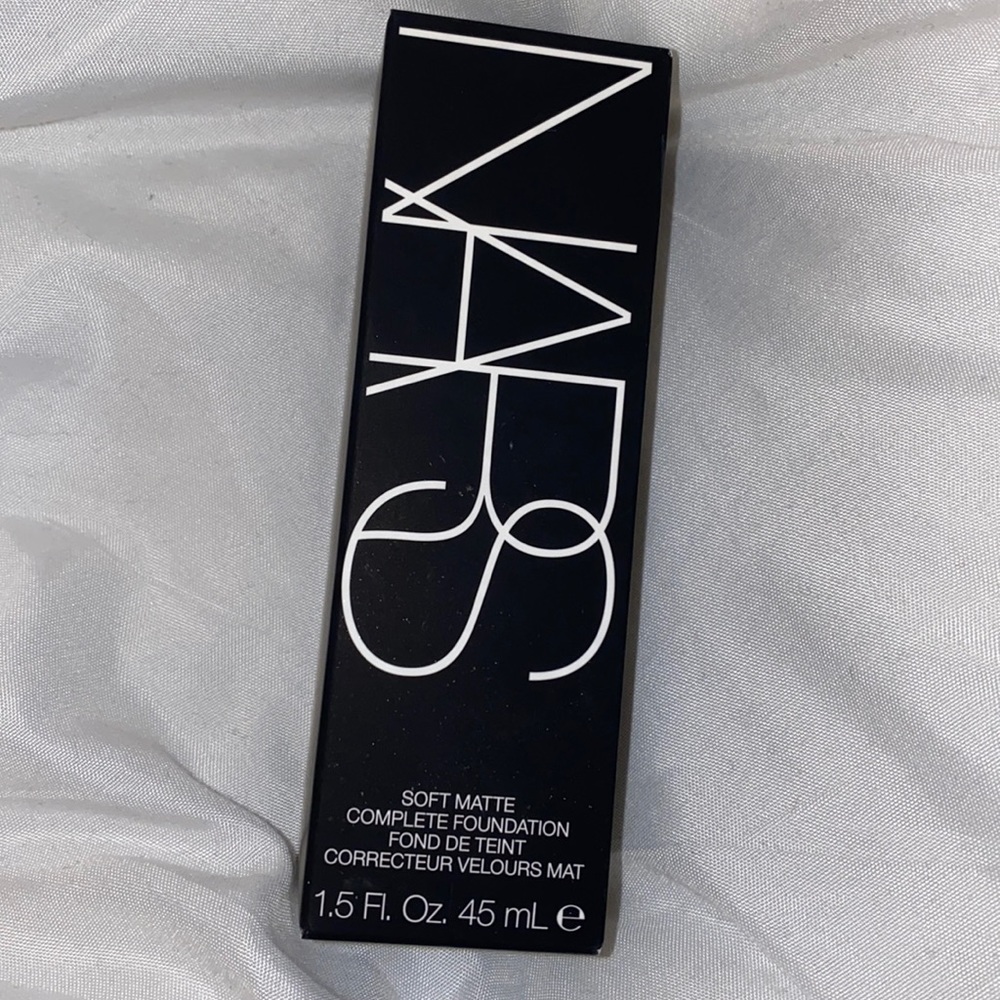 NARS
SOFT MATTE
COMPLETE FOUNDATION
FOND DE TEINT
CORRECTEUR VELOURS MAT
1.5 Fl. Oz. 45 mL ℮